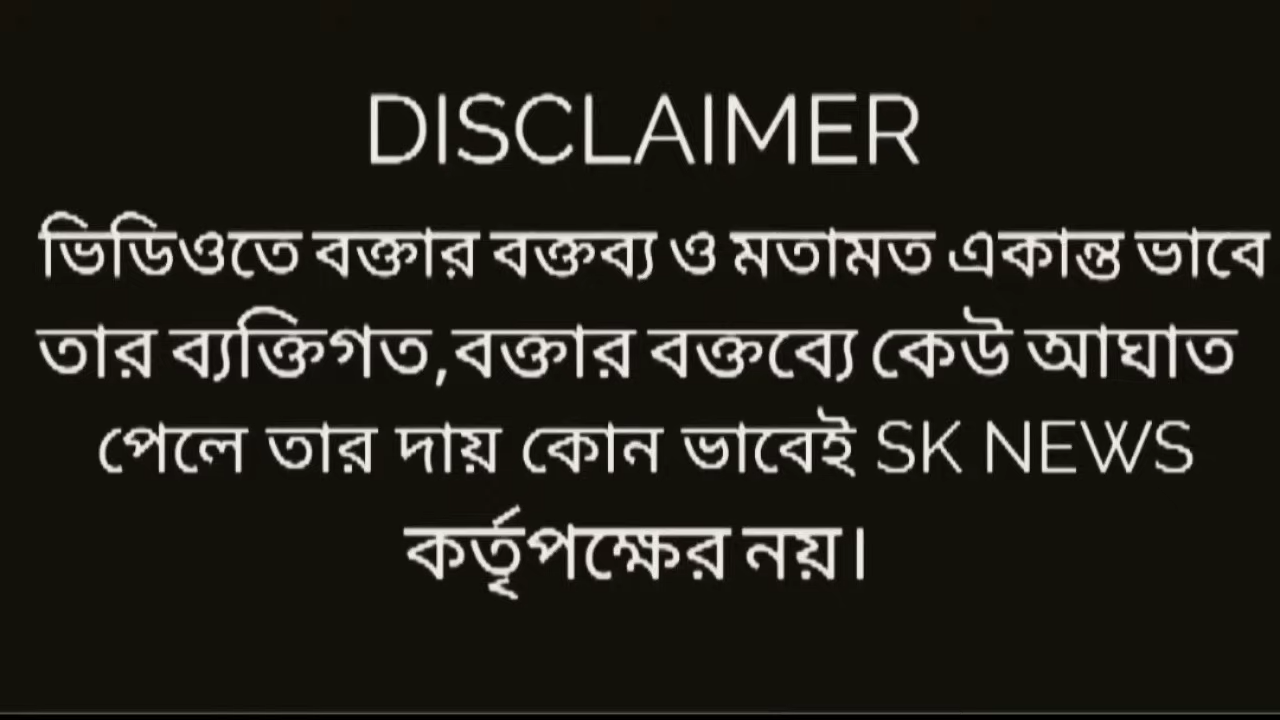 DISCLAIMER
ভিডিওতে বক্তার বক্তব্য ও মতামত একান্ত ভাবে
তার ব্যক্তিগত,বক্তার বক্তব্যে কেউ আঘাত
পেলে তার দায় কোন ভাবেই SK NEWS
কর্তৃপক্ষের নয়।